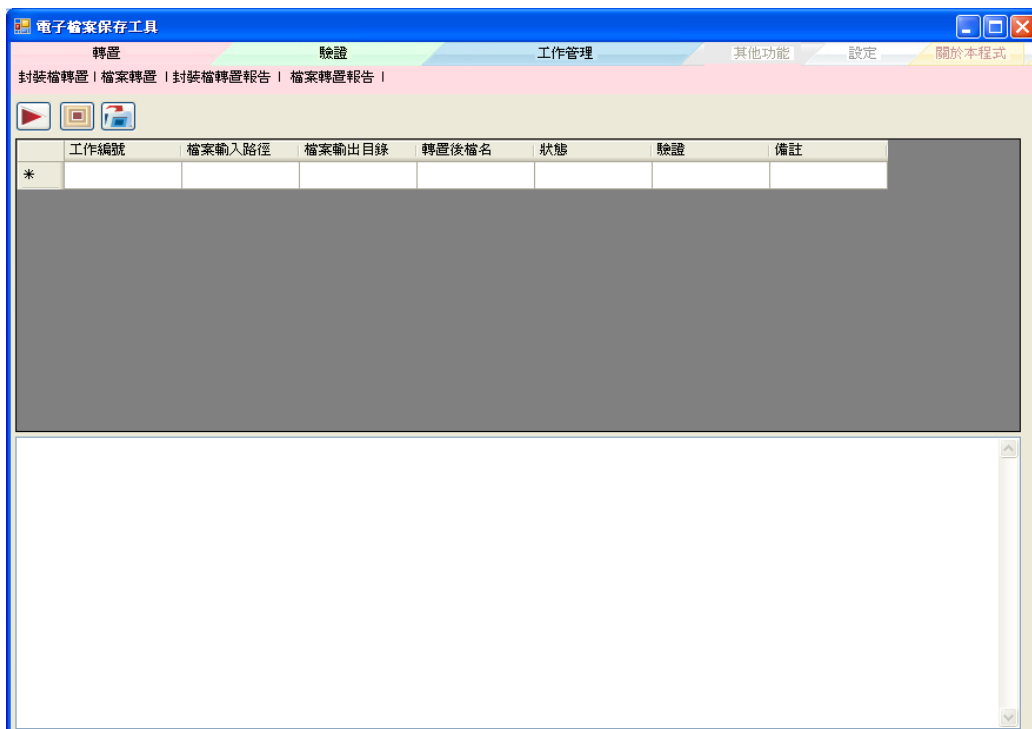 電子檔案保存工具
轉置 驗證 工作管理 其他功能 設定 關於本程式
封裝檔轉置 | 檔案轉置 | 封裝檔轉置報告 | 檔案轉置報告 |
工作編號 檔案輸入路徑 檔案輸出目錄 轉置後檔名 狀態 驗證 備註
*